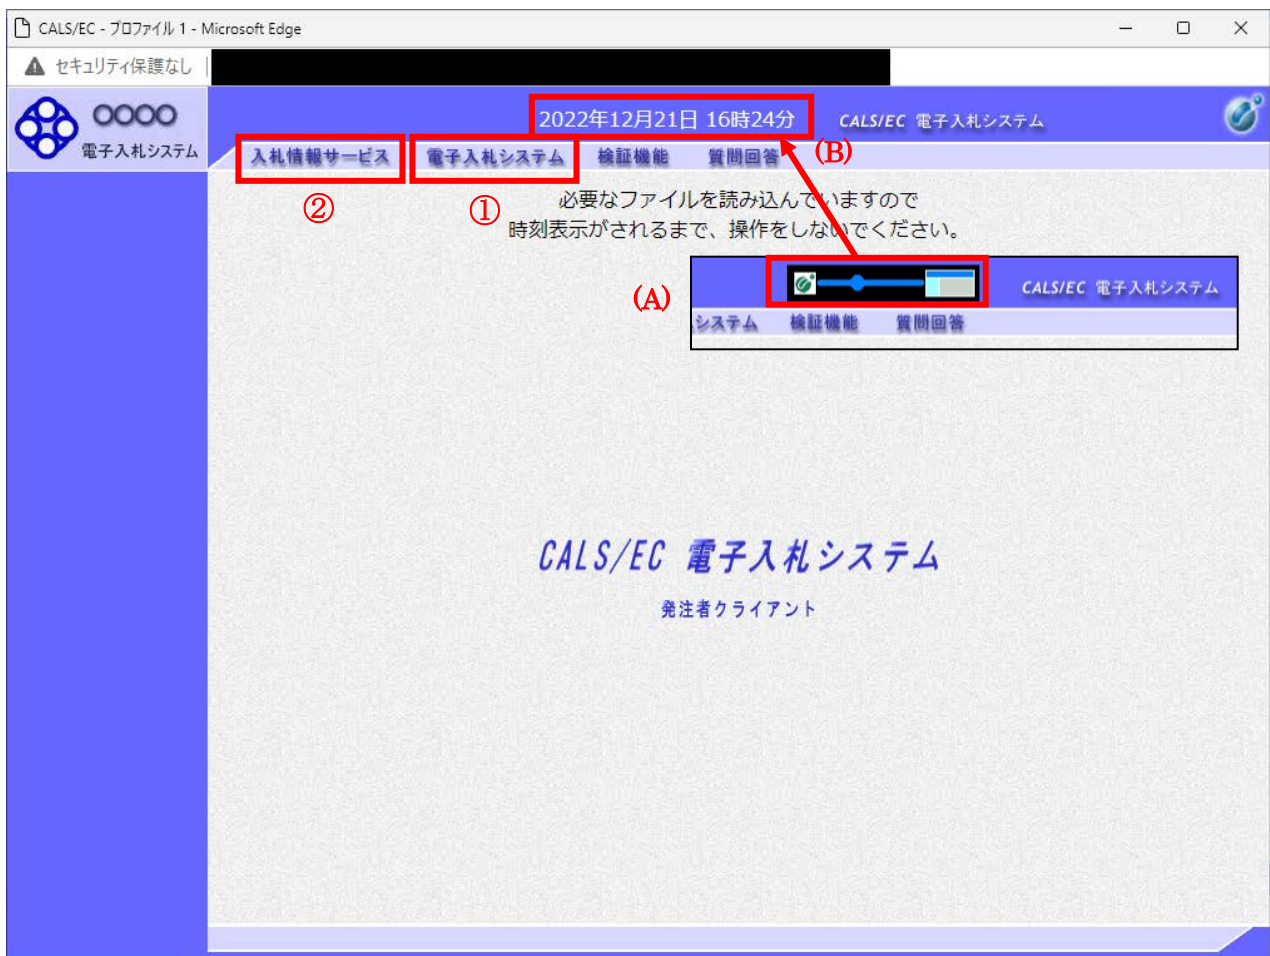 CALS/EC - プロファイル 1 - Microsoft Edge
セキュリティ保護なし
OOOO
電子入札システム
2022年12月21日 16時24分
CALS/EC 電子入札システム
入札情報サービス 電子入札システム 検証機能 質問回答
(B)
② ①
必要なファイルを読み込んでいますので
時刻表示がされるまで、操作をしないでください。
(A)
CALS/EC 電子入札システム
システム 検証機能 質問回答
CALS/EC 電子入札システム
発注者クライアント